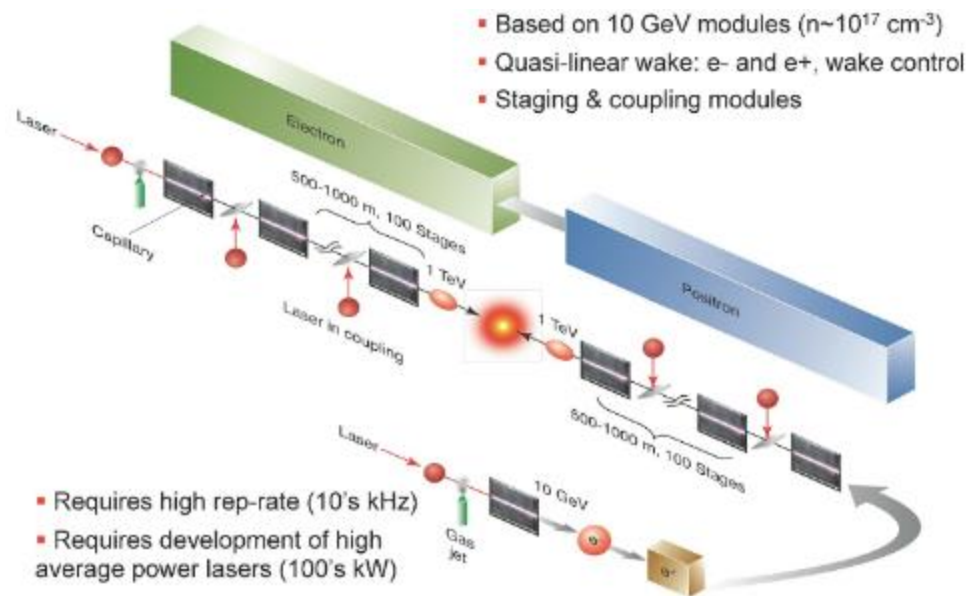 ▪ Based on 10 GeV modules (n~10¹⁷ cm⁻³)
▪ Quasi-linear wake: e- and e+, wake control
▪ Staging & coupling modules
Electron
Laser
500-1000 m, 100 Stages
Capillary
1 TeV
Positron
Laser in coupling
1 TeV
500-1000 m, 100 Stages
Laser
10 GeV
▪ Requires high rep-rate (10's kHz)
▪ Requires development of high
average power lasers (100's kW)
Gas
jet
e⁻
e⁺